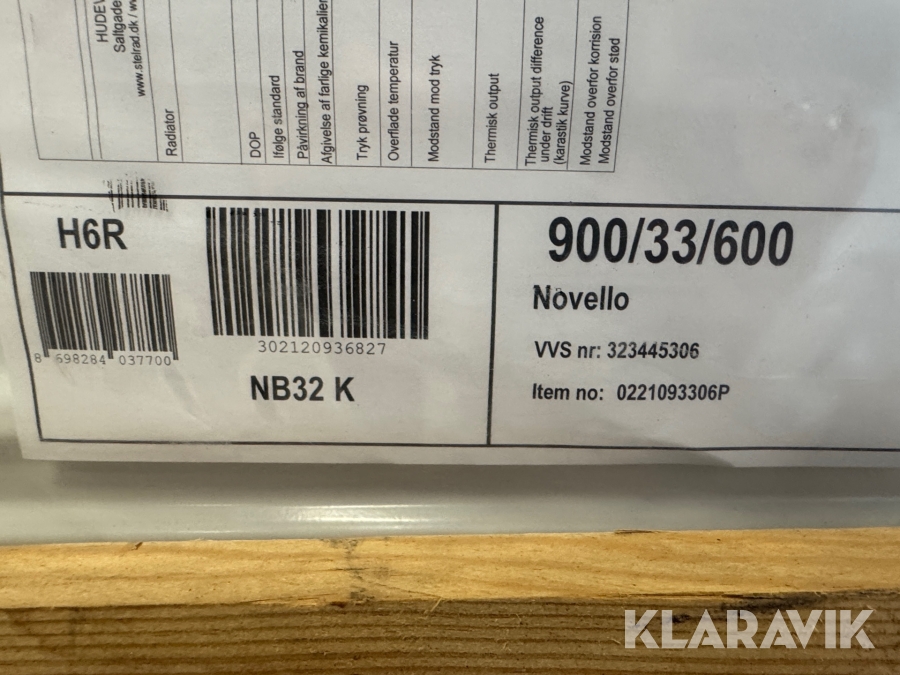 HUDEV
Saltgade
www.stelrad.dk / w
Radiator
DOP
Ifølge standard
Påvirkning af brand
Afgivelse af farlige kemikalier
Tryk prøvning
Overflade temperatur
Modstand mod tryk
Thermisk output
Thermisk output difference
under drift
(karastik kurve)
Modstand overfor korrision
Modstand overfor stød
H6R
8 698284 037700
302120936827
NB32 K
900/33/600
Novello
VVS nr: 323445306
Item no: 0221093306P
KLARAVIK